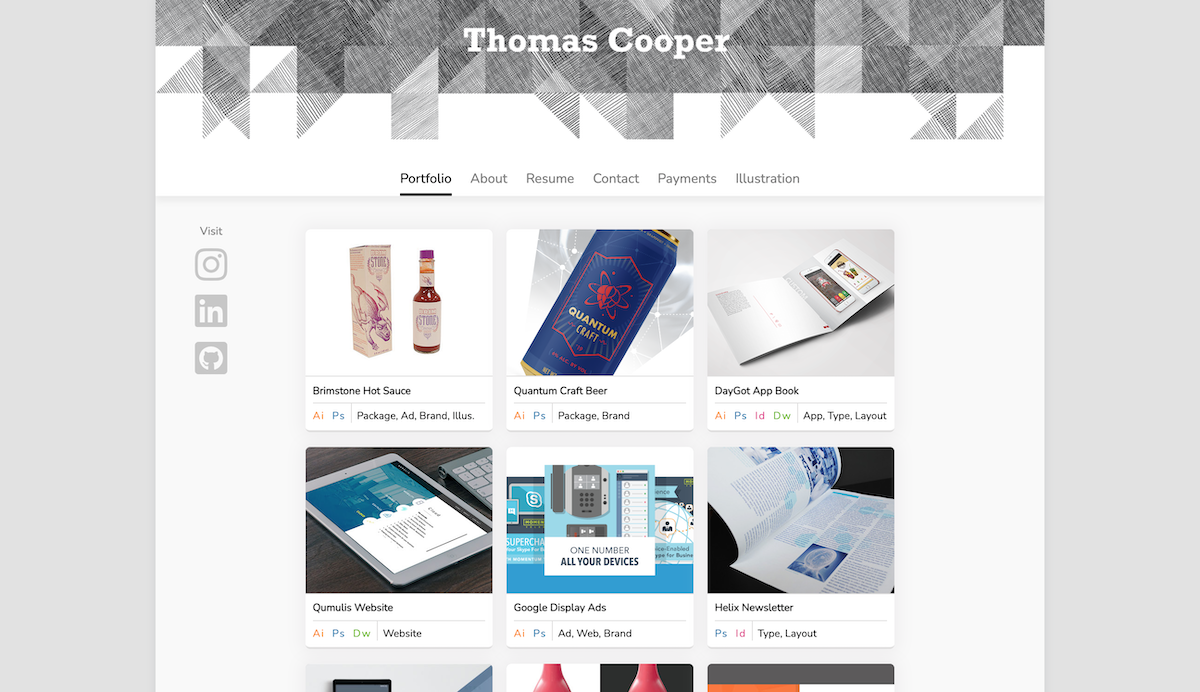 Thomas Cooper
Portfolio About Resume Contact Payments Illustration
Visit
STONE
STONE
QUANTUM
CRAFT
Brimstone Hot Sauce
Ai Ps Package, Ad, Brand, Illus.
Quantum Craft Beer
Ai Ps Package, Brand
DayGot App Book
Ai Ps Id Dw App, Type, Layout
SUPERCHA
ONE NUMBER
ALL YOUR DEVICES
Qumulis Website
Ai Ps Dw Website
Google Display Ads
Ai Ps Ad, Web, Brand
Helix Newsletter
Ps Id Type, Layout